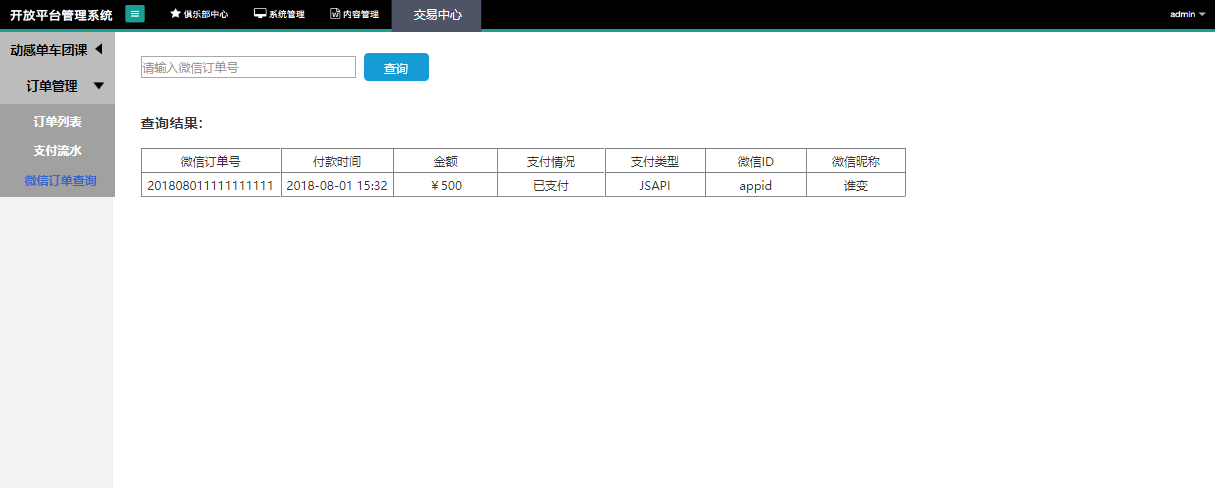 开放平台管理系统 俱乐部中心 系统管理 内容管理 交易中心 admin
动感单车团课
订单管理
订单列表
支付流水
微信订单查询
请输入微信订单号 查询
查询结果：
微信订单号 付款时间 金额 支付情况 支付类型 微信ID 微信昵称
201808011111111111 2018-08-01 15:32 ￥500 已支付 JSAPI appid 谁变